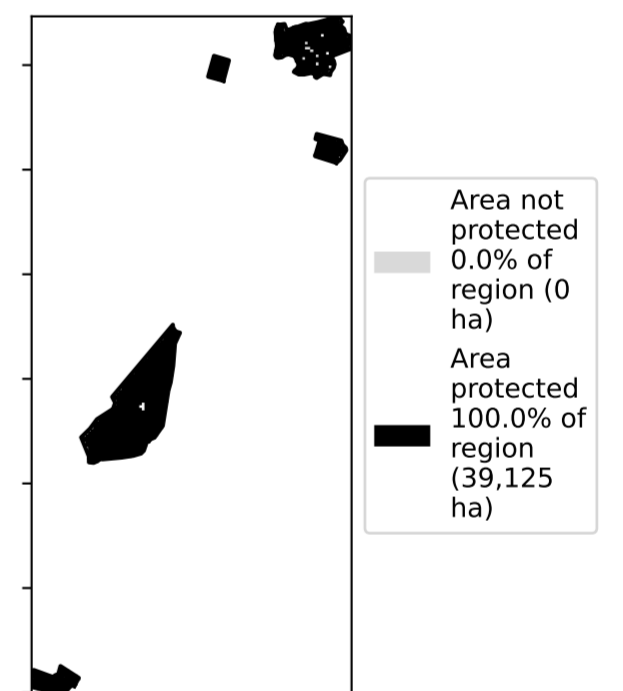 Area not
protected
0.0% of
region (0
ha)
Area
protected
100.0% of
region
(39,125
ha)